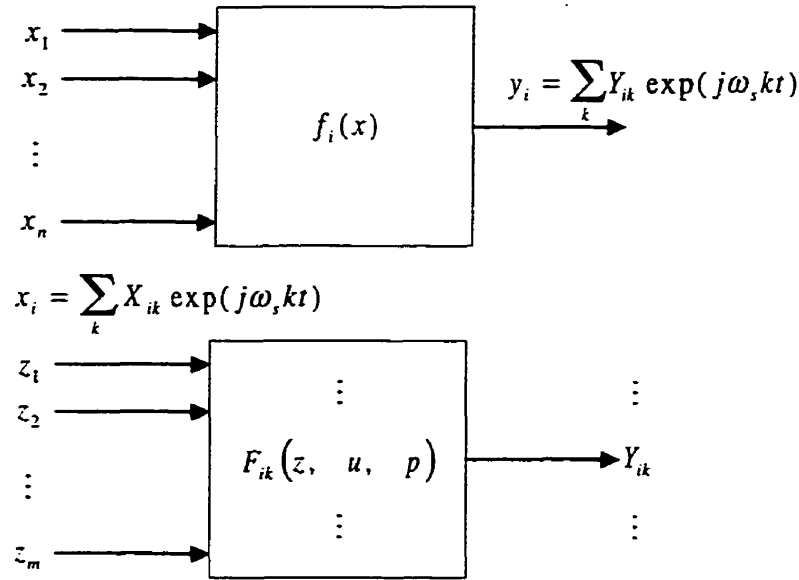 x₁
x₂
⋮
xₙ
fᵢ(x)
yᵢ = ∑ₖ Yᵢₖ exp(jωₛkt)
xᵢ = ∑ₖ Xᵢₖ exp(jωₛkt)
z₁
z₂
⋮
zₘ
⋮
Fᵢₖ(z, u, p)
⋮
⋮
Yᵢₖ
⋮